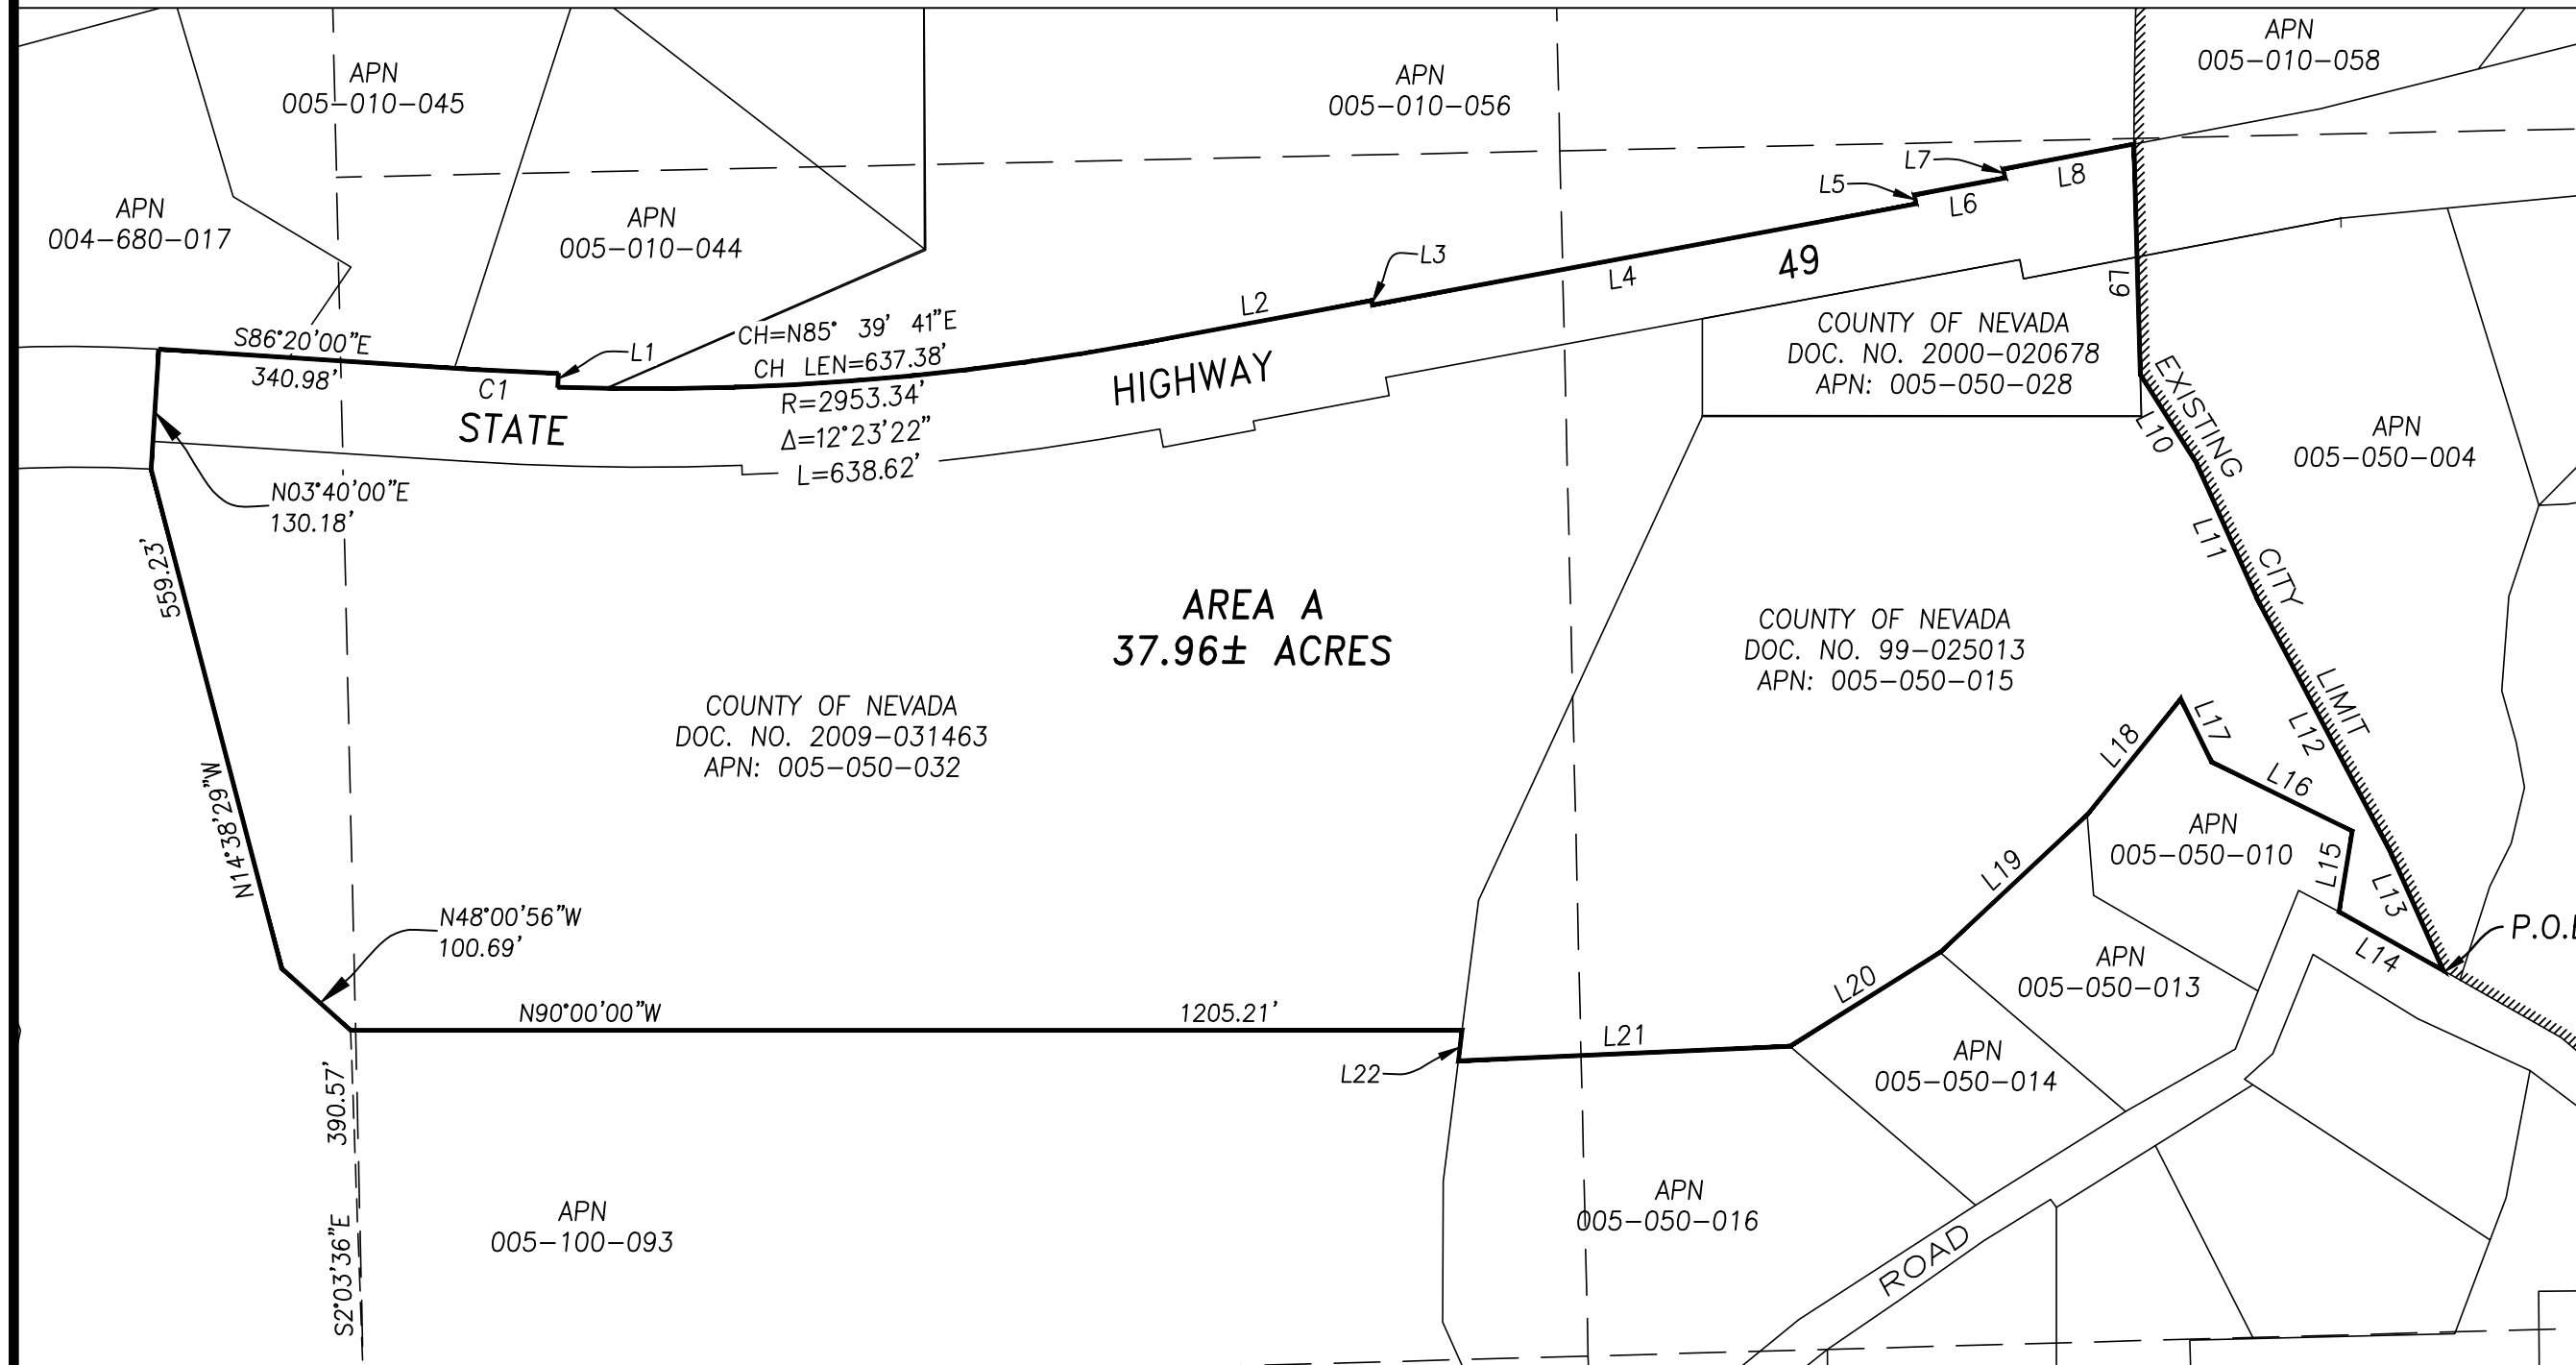 APN
005-010-045
APN
005-010-056
APN
005-010-058
APN
004-680-017
APN
005-010-044
L7
L5
L8
L6
L3
L4
49
L2
L9
S86°20'00"E
340.98'
L1
C1
CH=N85° 39' 41"E
CH LEN=637.38'
R=2953.34'
Δ=12°23'22"
L=638.62'
STATE
HIGHWAY
COUNTY OF NEVADA
DOC. NO. 2000-020678
APN: 005-050-028
EXISTING
CITY
LIMIT
L10
L11
L12
L13
APN
005-050-004
N03°40'00"E
130.18'
559.23'
N14°38'29"W
AREA A
37.96± ACRES
COUNTY OF NEVADA
DOC. NO. 99-025013
APN: 005-050-015
COUNTY OF NEVADA
DOC. NO. 2009-031463
APN: 005-050-032
L17
L18
L16
APN
005-050-010
L15
L19
L14
N48°00'56"W
100.69'
APN
005-050-013
L20
N90°00'00"W
1205.21'
L21
L22
APN
005-050-014
390.57'
S2°03'36"E
APN
005-100-093
APN
005-050-016
ROAD